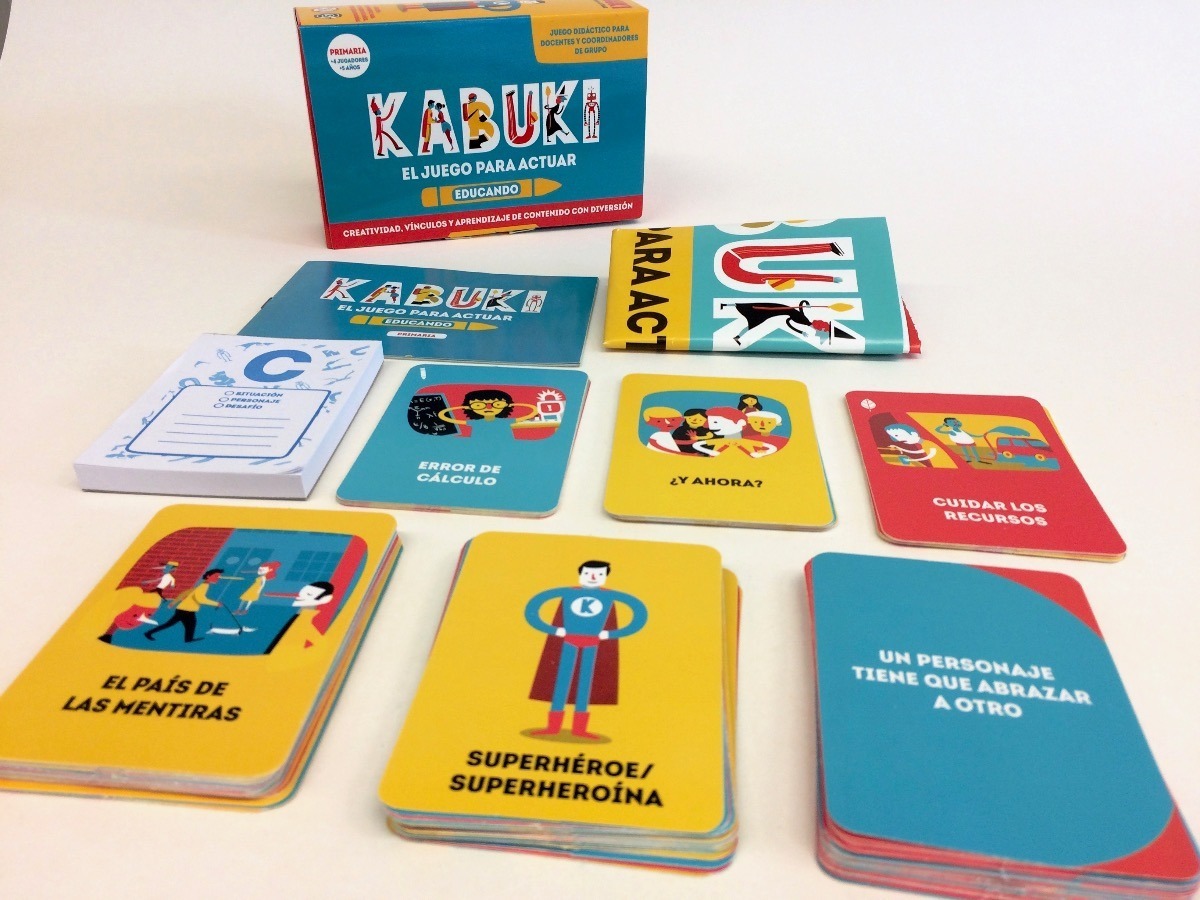 PRIMARIA
+4 JUGADORES
+5 AÑOS
JUEGO DIDÁCTICO PARA
DOCENTES Y COORDINADORES
DE GRUPO
KABUKI
EL JUEGO PARA ACTUAR
EDUCANDO
CREATIVIDAD, VÍNCULOS Y APRENDIZAJE DE CONTENIDO CON DIVERSIÓN
KABUKI
EL JUEGO PARA ACTUAR
EDUCANDO
PRIMARIA
BUK
PARA ACT
C
SITUACIÓN
PERSONAJE
DESAFÍO
ERROR DE
CÁLCULO
¿Y AHORA?
CUIDAR LOS
RECURSOS
EL PAÍS DE
LAS MENTIRAS
K
SUPERHÉROE/
SUPERHEROÍNA
UN PERSONAJE
TIENE QUE ABRAZAR
A OTRO